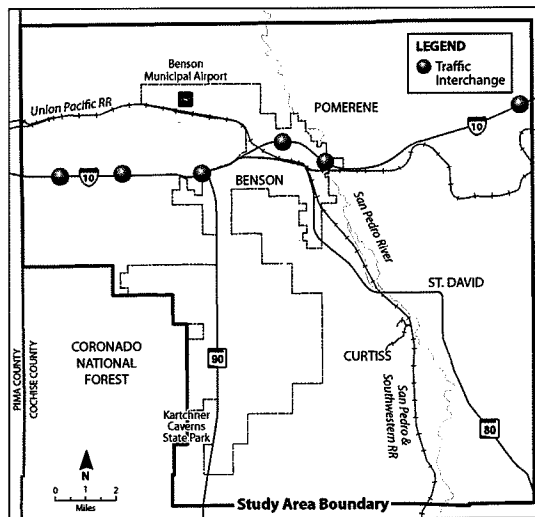 LEGEND
Traffic
Interchange
Benson
Municipal Airport
Union Pacific RR
POMERENE
10
10
BENSON
San Pedro River
ST. DAVID
CORONADO
NATIONAL
FOREST
PIMA COUNTY
COCHISE COUNTY
90
CURTISS
San Pedro &
Southwestern RR
Kartchner
Caverns
State Park
80
N
0 1 2
Miles
Study Area Boundary